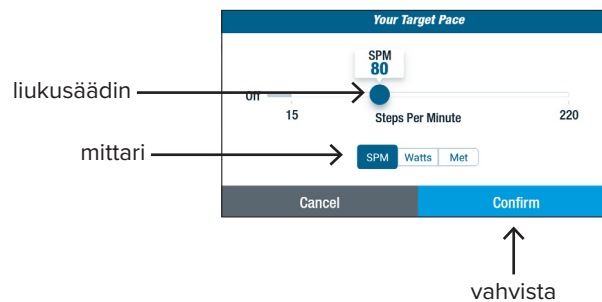 Your Target Pace
SPM
80
liukusäädin
Off
15
Steps Per Minute
220
mittari
SPM Watts Met
Cancel
Confirm
vahvista